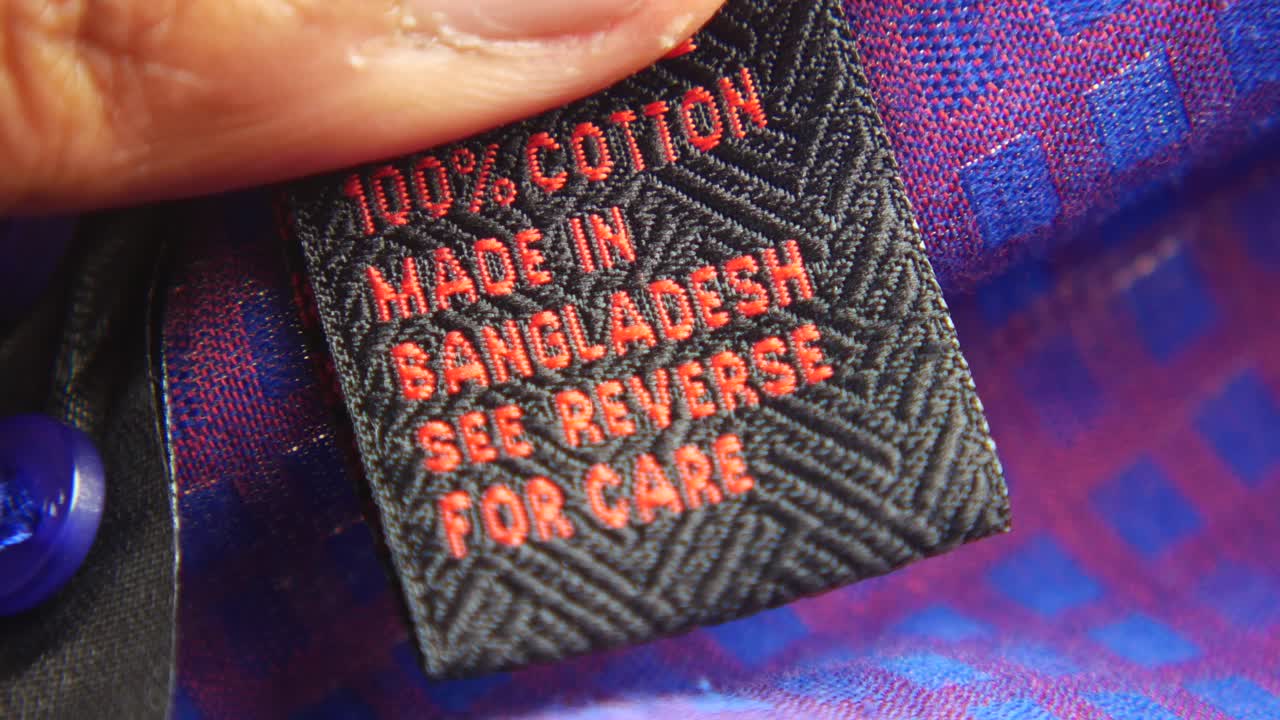 100% COTTON
MADE IN
BANGLADESH
SEE REVERSE
FOR CARE